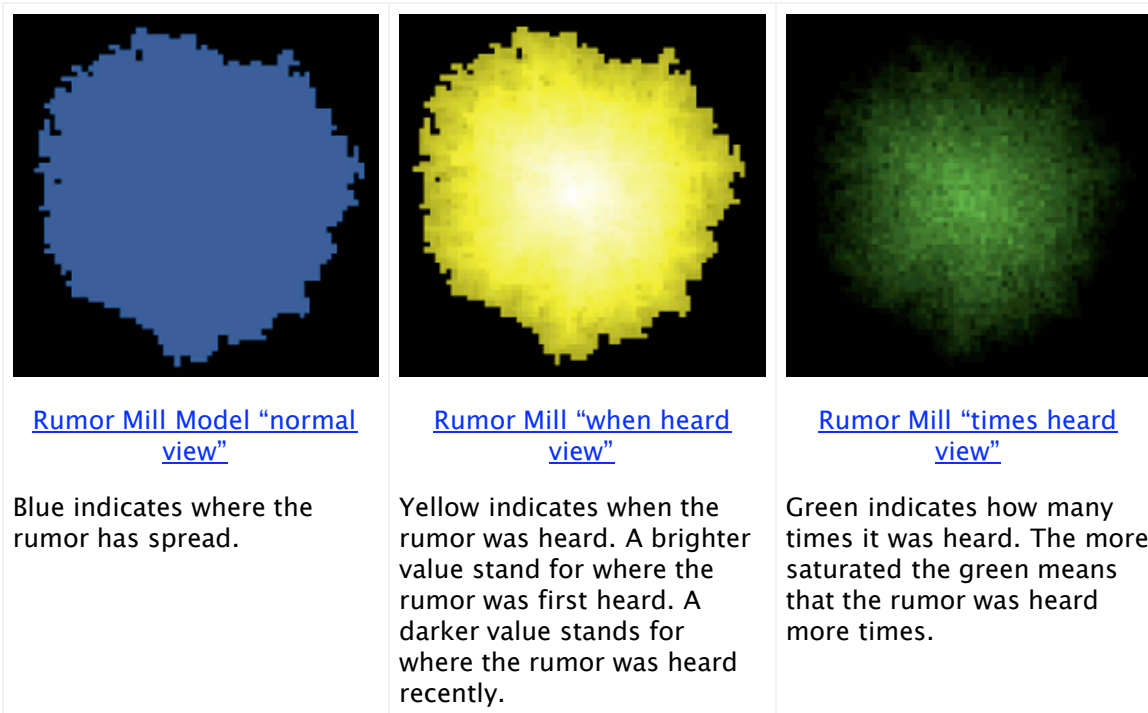 Rumor Mill Model “normal
view”
Blue indicates where the
rumor has spread.
Rumor Mill “when heard
view”
Yellow indicates when the
rumor was heard. A brighter
value stand for where the
rumor was first heard. A
darker value stands for
where the rumor was heard
recently.
Rumor Mill “times heard
view”
Green indicates how many
times it was heard. The more
saturated the green means
that the rumor was heard
more times.